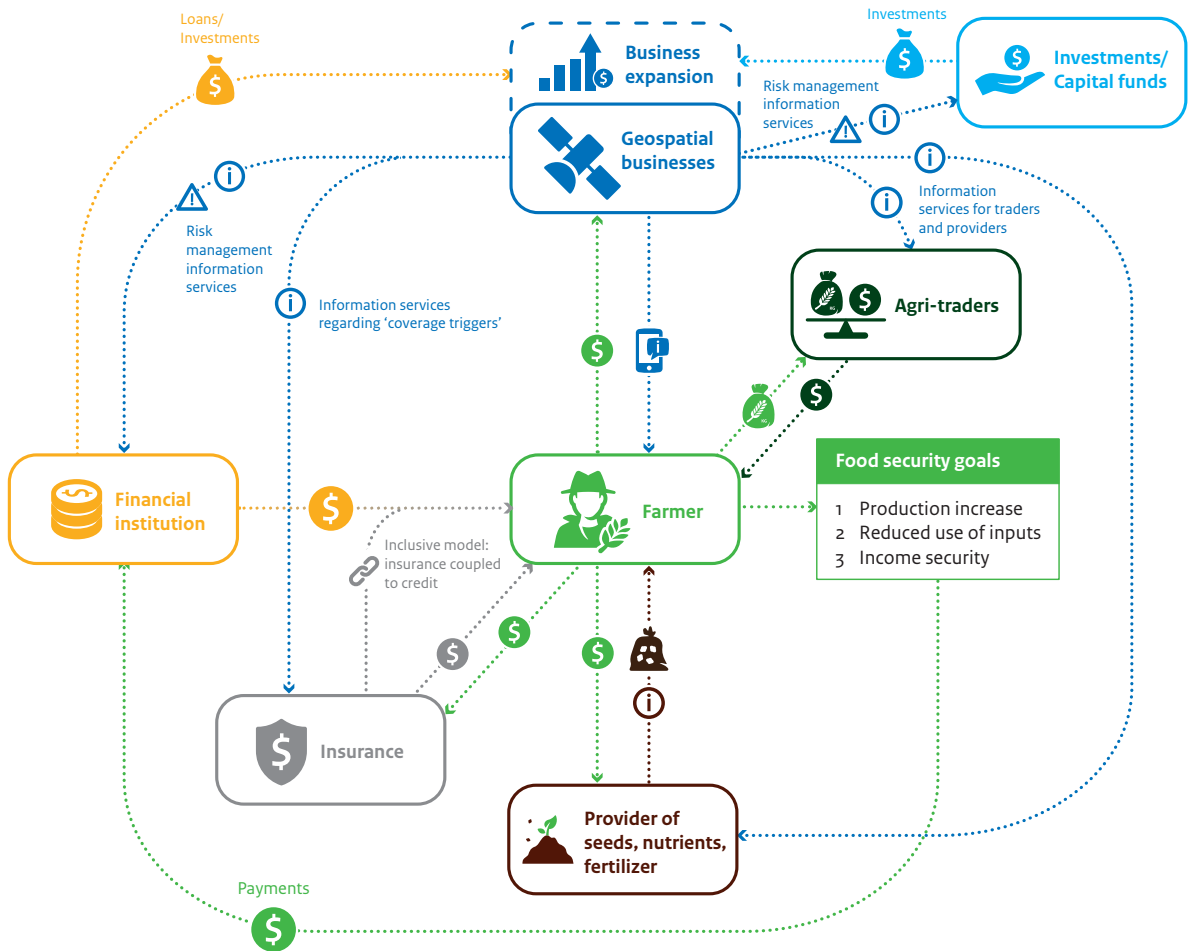 Loans/
Investments
Business
expansion
Investments
Investments/
Capital funds
Risk management
information
services
Geospatial
businesses
Information
services for traders
and providers
Risk
management
information
services
Information services
regarding ‘coverage triggers’
Agri-traders
Financial
institution
Farmer
Food security goals
1 Production increase
2 Reduced use of inputs
3 Income security
Inclusive model:
insurance coupled
to credit
Insurance
Provider of
seeds, nutrients,
fertilizer
Payments